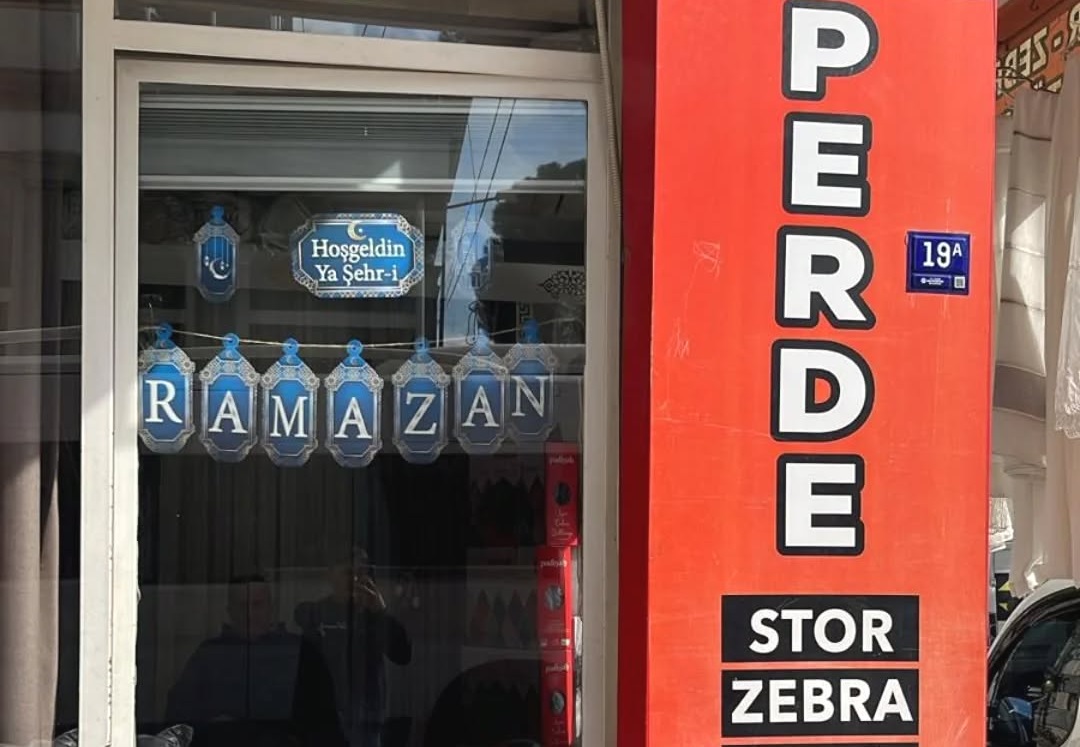 Hoşgeldin
Ya Şehr-i
RAMAZAN
PERDE
19A
STOR
ZEBRA